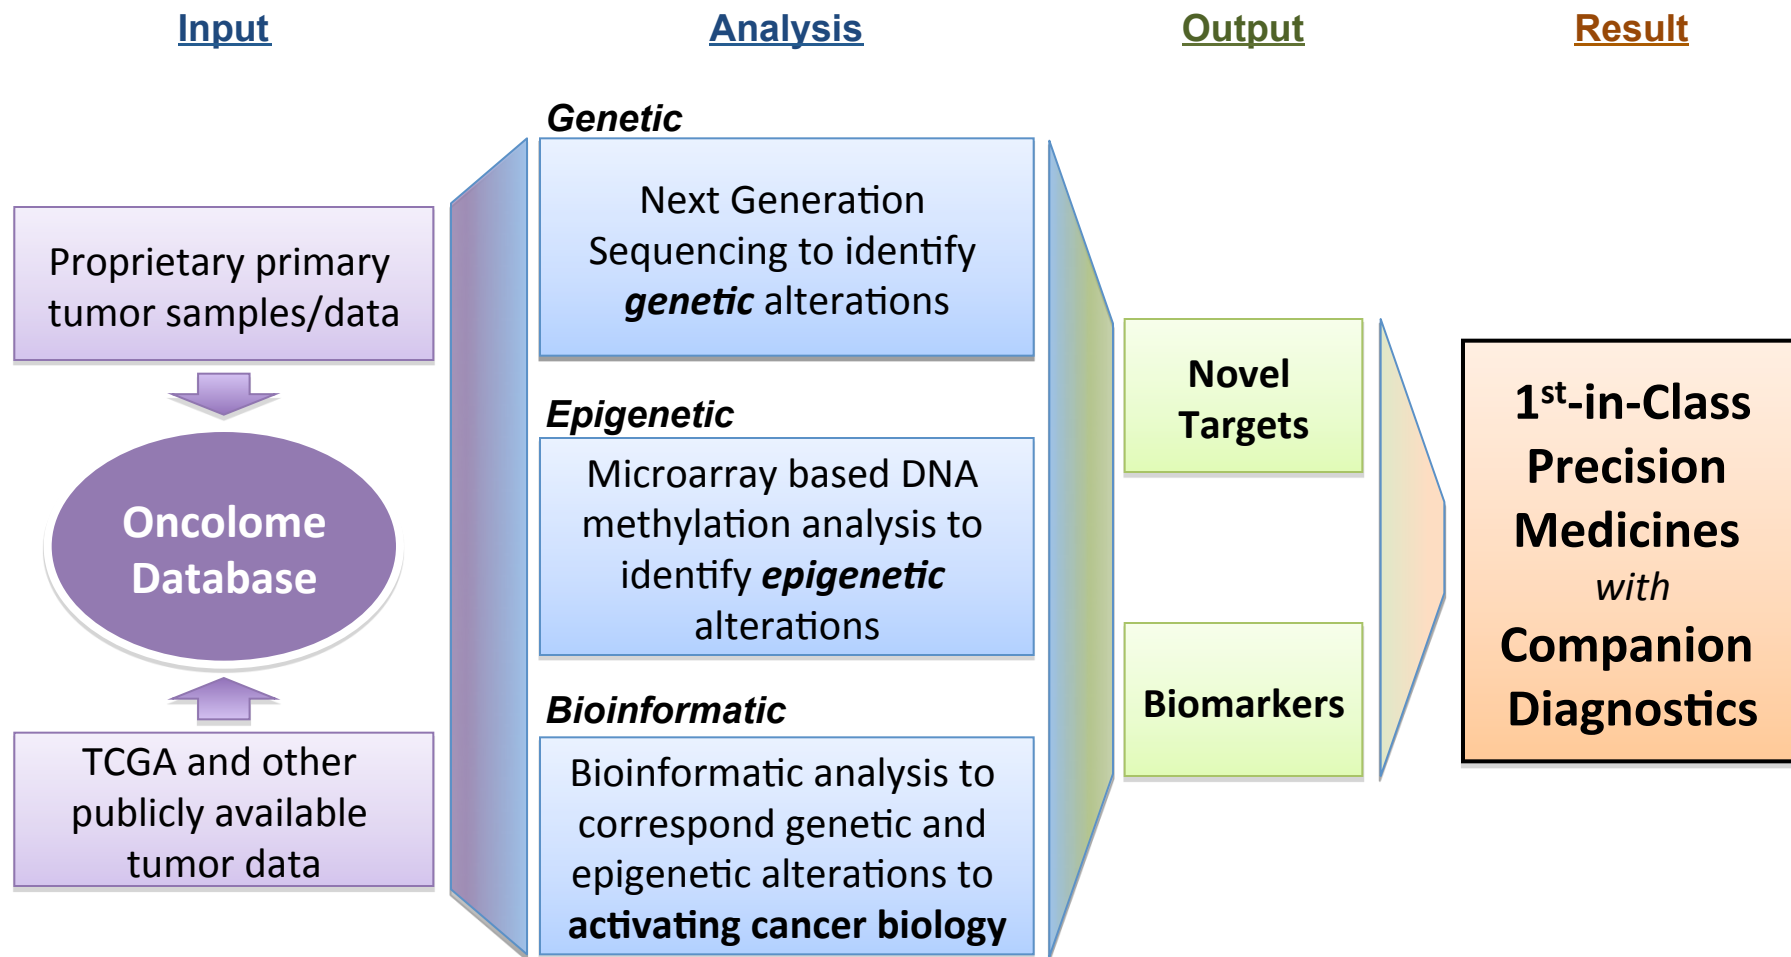 Input
Analysis
Output
Result
Proprietary primary
tumor samples/data
Oncolome
Database
TCGA and other
publicly available
tumor data
Genetic
Next Generation
Sequencing to identify
genetic alterations
Epigenetic
Microarray based DNA
methylation analysis to
identify epigenetic
alterations
Bioinformatic
Bioinformatic analysis to
correspond genetic and
epigenetic alterations to
activating cancer biology
Novel
Targets
Biomarkers
1st-in-Class
Precision
Medicines
with
Companion
Diagnostics